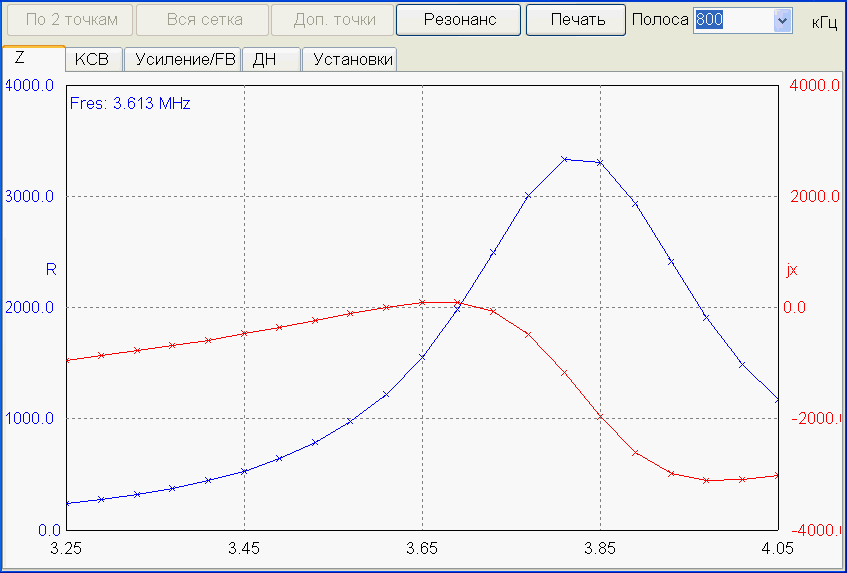 По 2 точкам Вся сетка Доп. точки Резонанс Печать Полоса 800 кГц
Z КСВ Усиление/FB ДН Установки
4000.0 4000.0
Fres: 3.613 MHz
3000.0 2000.0
R jx
2000.0 0.0
1000.0 -2000.0
0.0 -4000.0
3.25 3.45 3.65 3.85 4.05